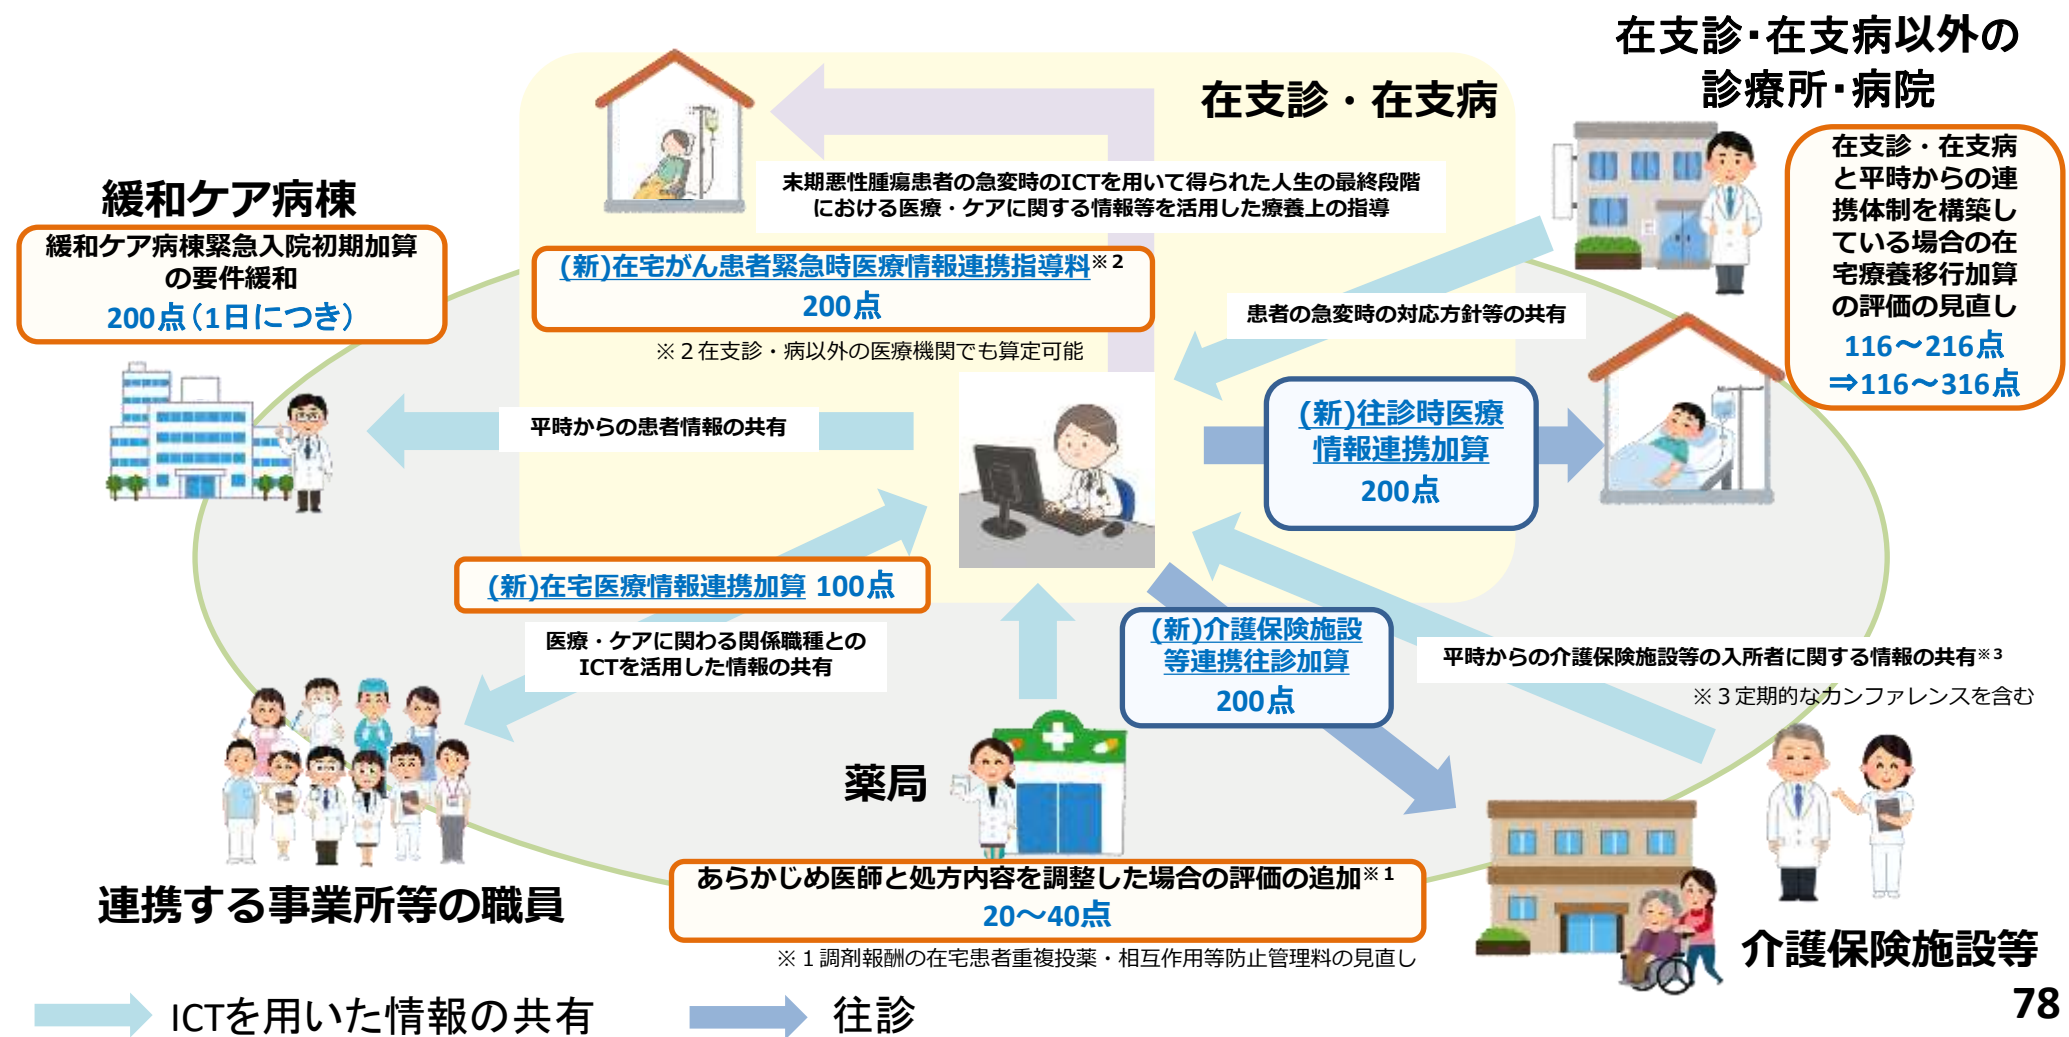 在支診・在支病以外の
診療所・病院
在支診・在支病
在支診・在支病
と平時からの連
携体制を構築し
ている場合の在
宅療養移行加算
の評価の見直し
116～216点
⇒116～316点
緩和ケア病棟
緩和ケア病棟緊急入院初期加算
の要件緩和
200点（1日につき）
末期悪性腫瘍患者の急変時のICTを用いて得られた人生の最終段階
における医療・ケアに関する情報等を活用した療養上の指導
(新)在宅がん患者緊急時医療情報連携指導料※2
200点
※２在支診・病以外の医療機関でも算定可能
患者の急変時の対応方針等の共有
平時からの患者情報の共有
(新)往診時医療
情報連携加算
200点
(新)在宅医療情報連携加算 100点
医療・ケアに関わる関係職種との
ICTを活用した情報の共有
(新)介護保険施設
等連携往診加算
200点
平時からの介護保険施設等の入所者に関する情報の共有※3
※３定期的なカンファレンスを含む
薬局
連携する事業所等の職員
あらかじめ医師と処方内容を調整した場合の評価の追加※1
20～40点
※１調剤報酬の在宅患者重複投薬・相互作用等防止管理料の見直し
介護保険施設等
ICTを用いた情報の共有
往診
78